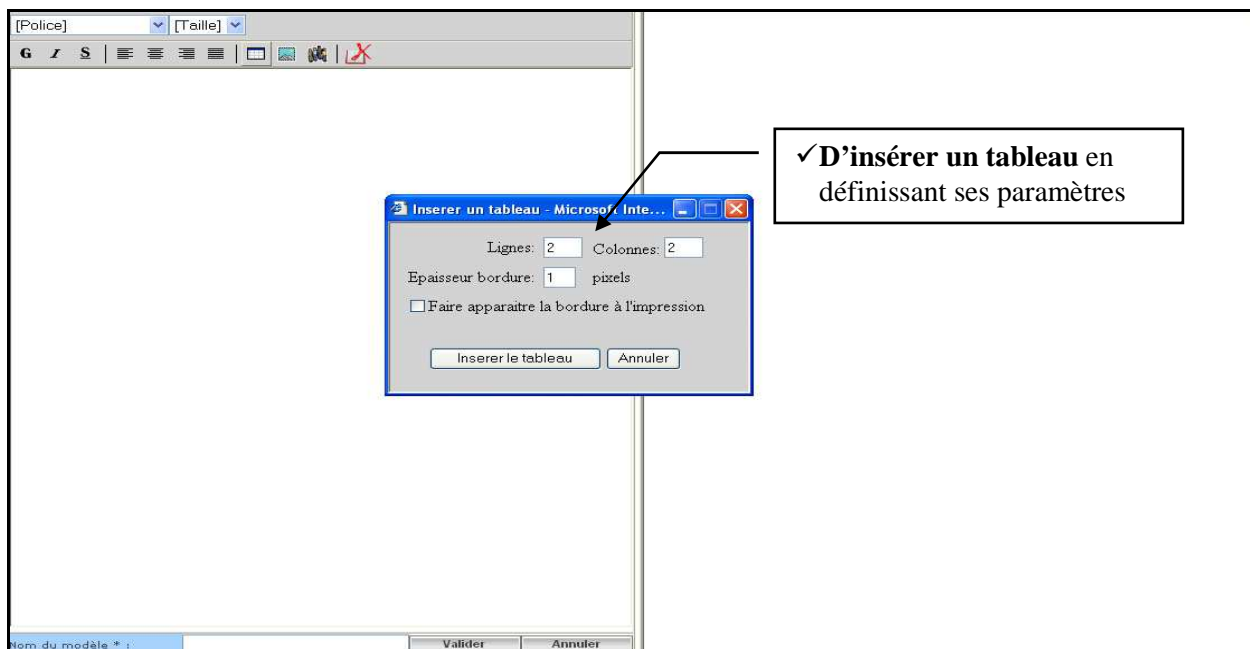 [Police] [Taille]
G I S
✓D'insérer un tableau en
définissant ses paramètres
Inserer un tableau - Microsoft Inte...
Lignes: 2 Colonnes: 2
Epaisseur bordure: 1 pixels
Faire apparaitre la bordure à l'impression
Inserer le tableau Annuler
Nom du modèle * : Valider Annuler